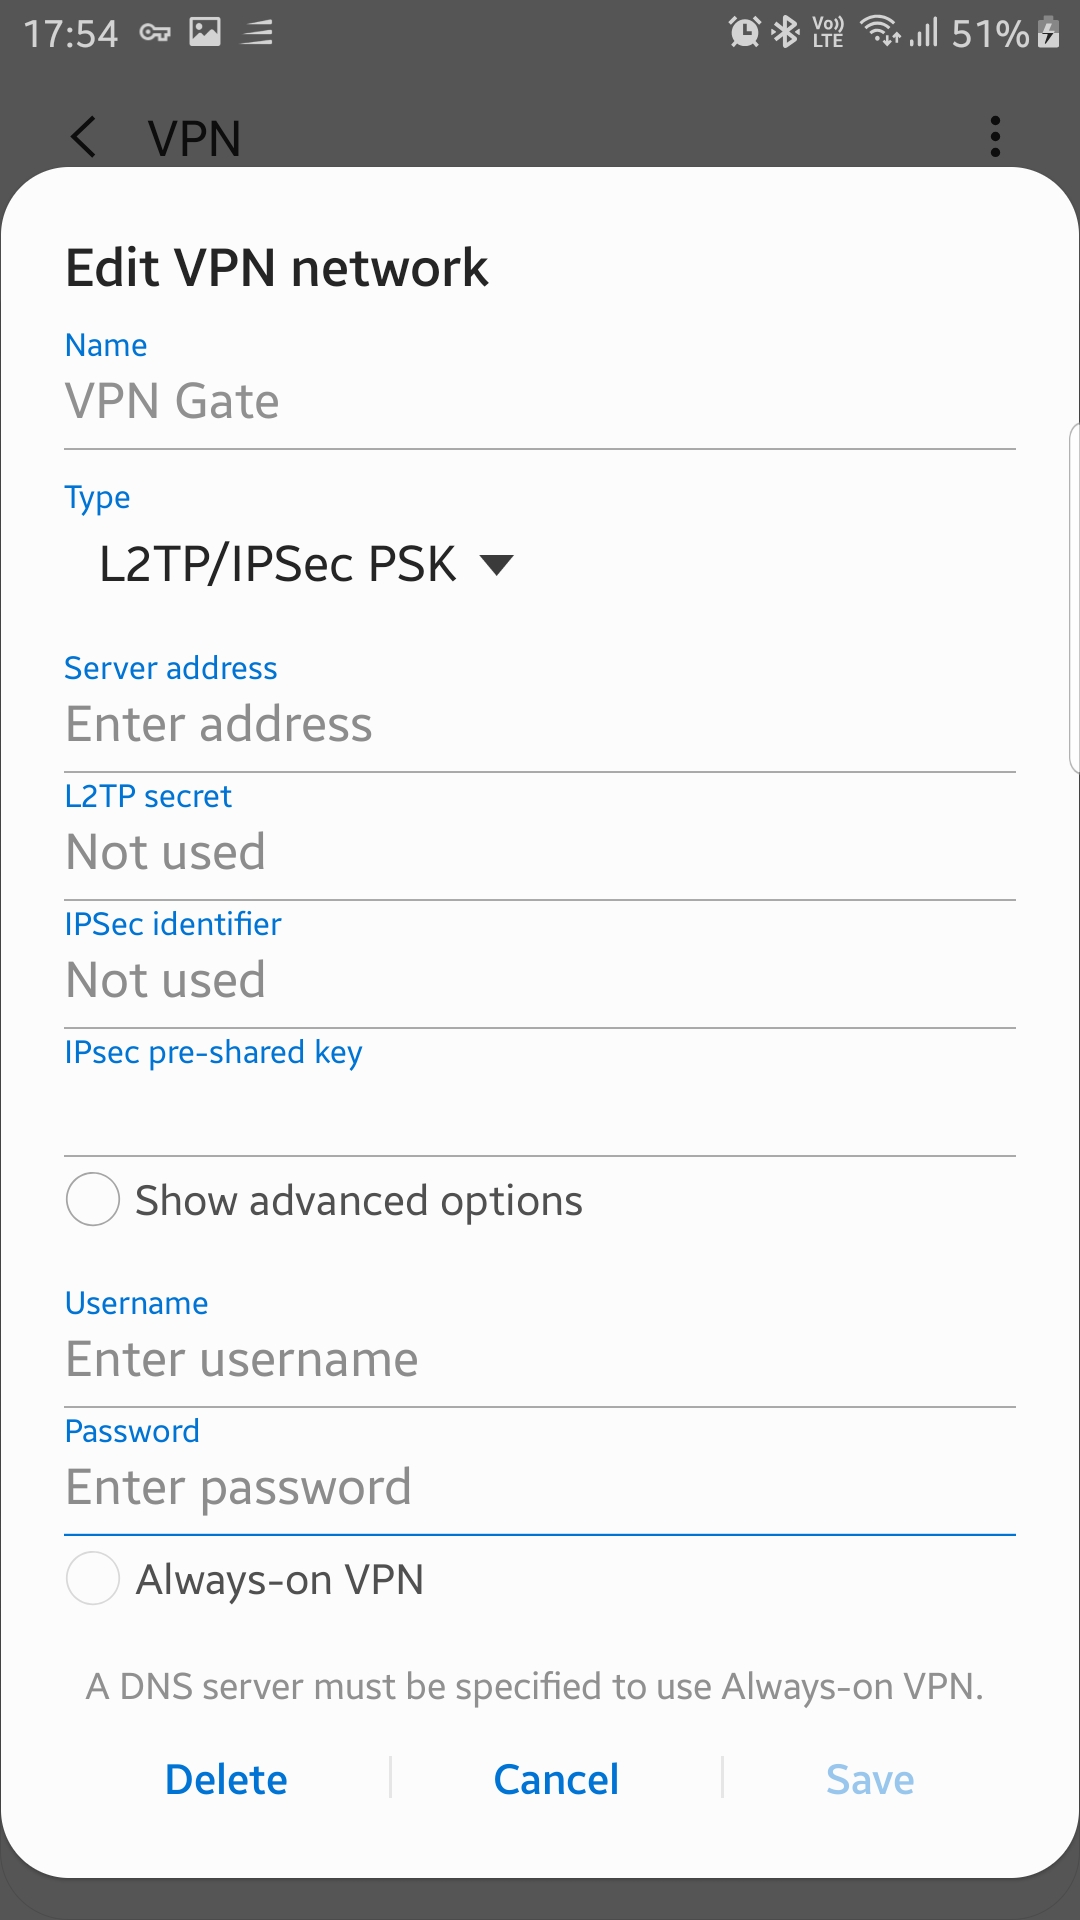 17:54 Vo)) LTE 51%
VPN
Edit VPN network
Name
VPN Gate
Type
L2TP/IPSec PSK
Server address
Enter address
L2TP secret
Not used
IPSec identifier
Not used
IPsec pre-shared key
Show advanced options
Username
Enter username
Password
Enter password
Always-on VPN
A DNS server must be specified to use Always-on VPN.
Delete Cancel Save